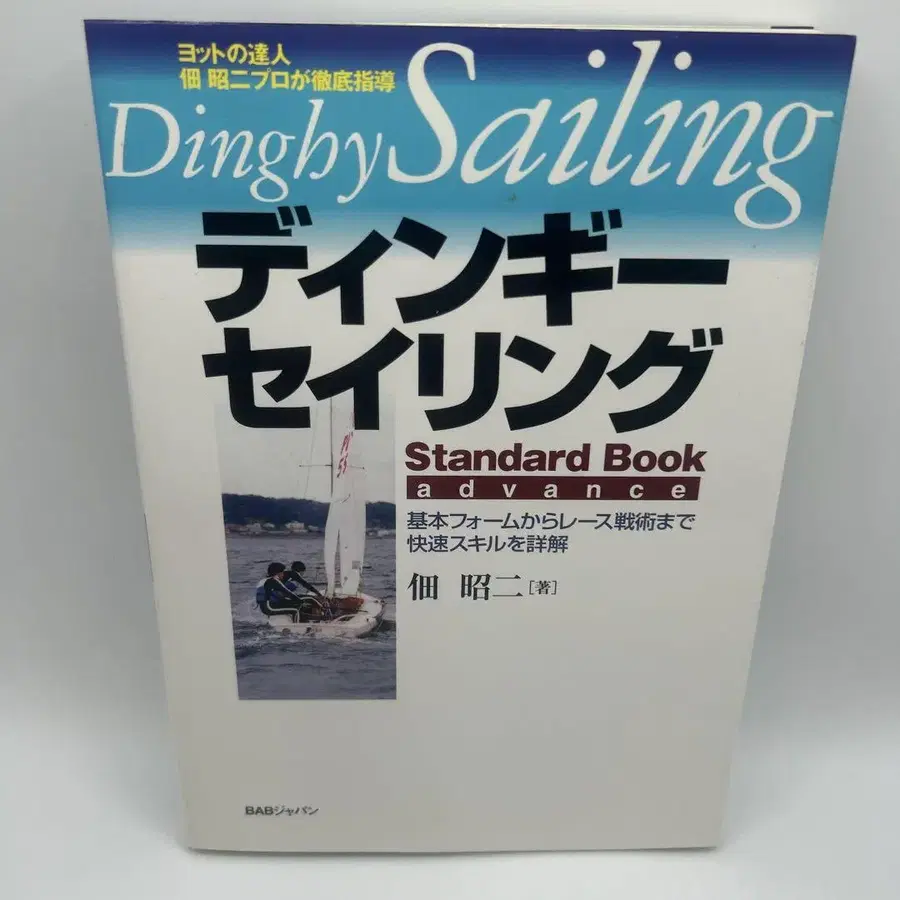 ヨットの達人
佃 昭二プロが徹底指導
Dinghy Sailing
ディンギー
セイリング
Standard Book
advance
基本フォームからレース戦術まで
快速スキルを詳解
佃 昭二[著]
BABジャパン